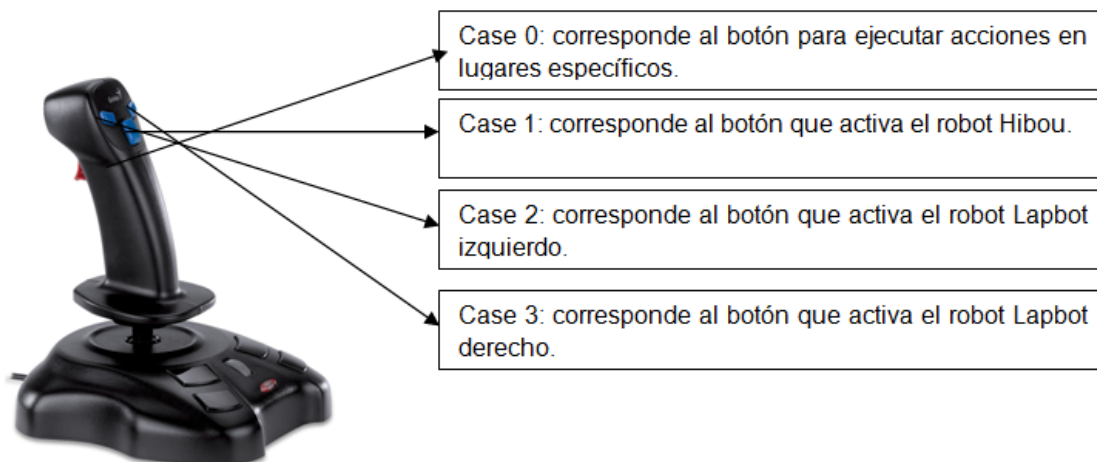 Case 0: corresponde al botón para ejecutar acciones en
lugares específicos.
Case 1: corresponde al botón que activa el robot Hibou.
Case 2: corresponde al botón que activa el robot Lapbot
izquierdo.
Case 3: corresponde al botón que activa el robot Lapbot
derecho.